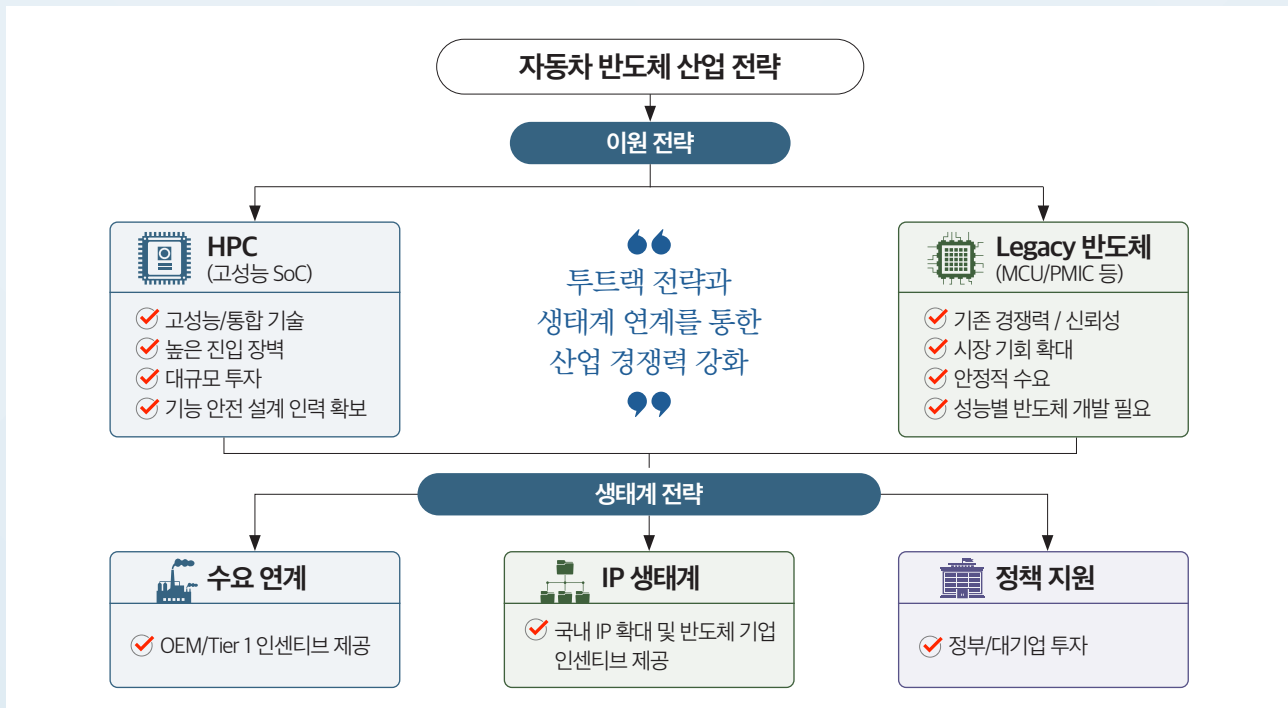 자동차 반도체 산업 전략
이원 전략
HPC
(고성능 SoC)
고성능/통합 기술
높은 진입 장벽
대규모 투자
기능 안전 설계 인력 확보
투트랙 전략과
생태계 연계를 통한
산업 경쟁력 강화
Legacy 반도체
(MCU/PMIC 등)
기존 경쟁력 / 신뢰성
시장 기회 확대
안정적 수요
성능별 반도체 개발 필요
생태계 전략
수요 연계
OEM/Tier 1 인센티브 제공
IP 생태계
국내 IP 확대 및 반도체 기업
인센티브 제공
정책 지원
정부/대기업 투자